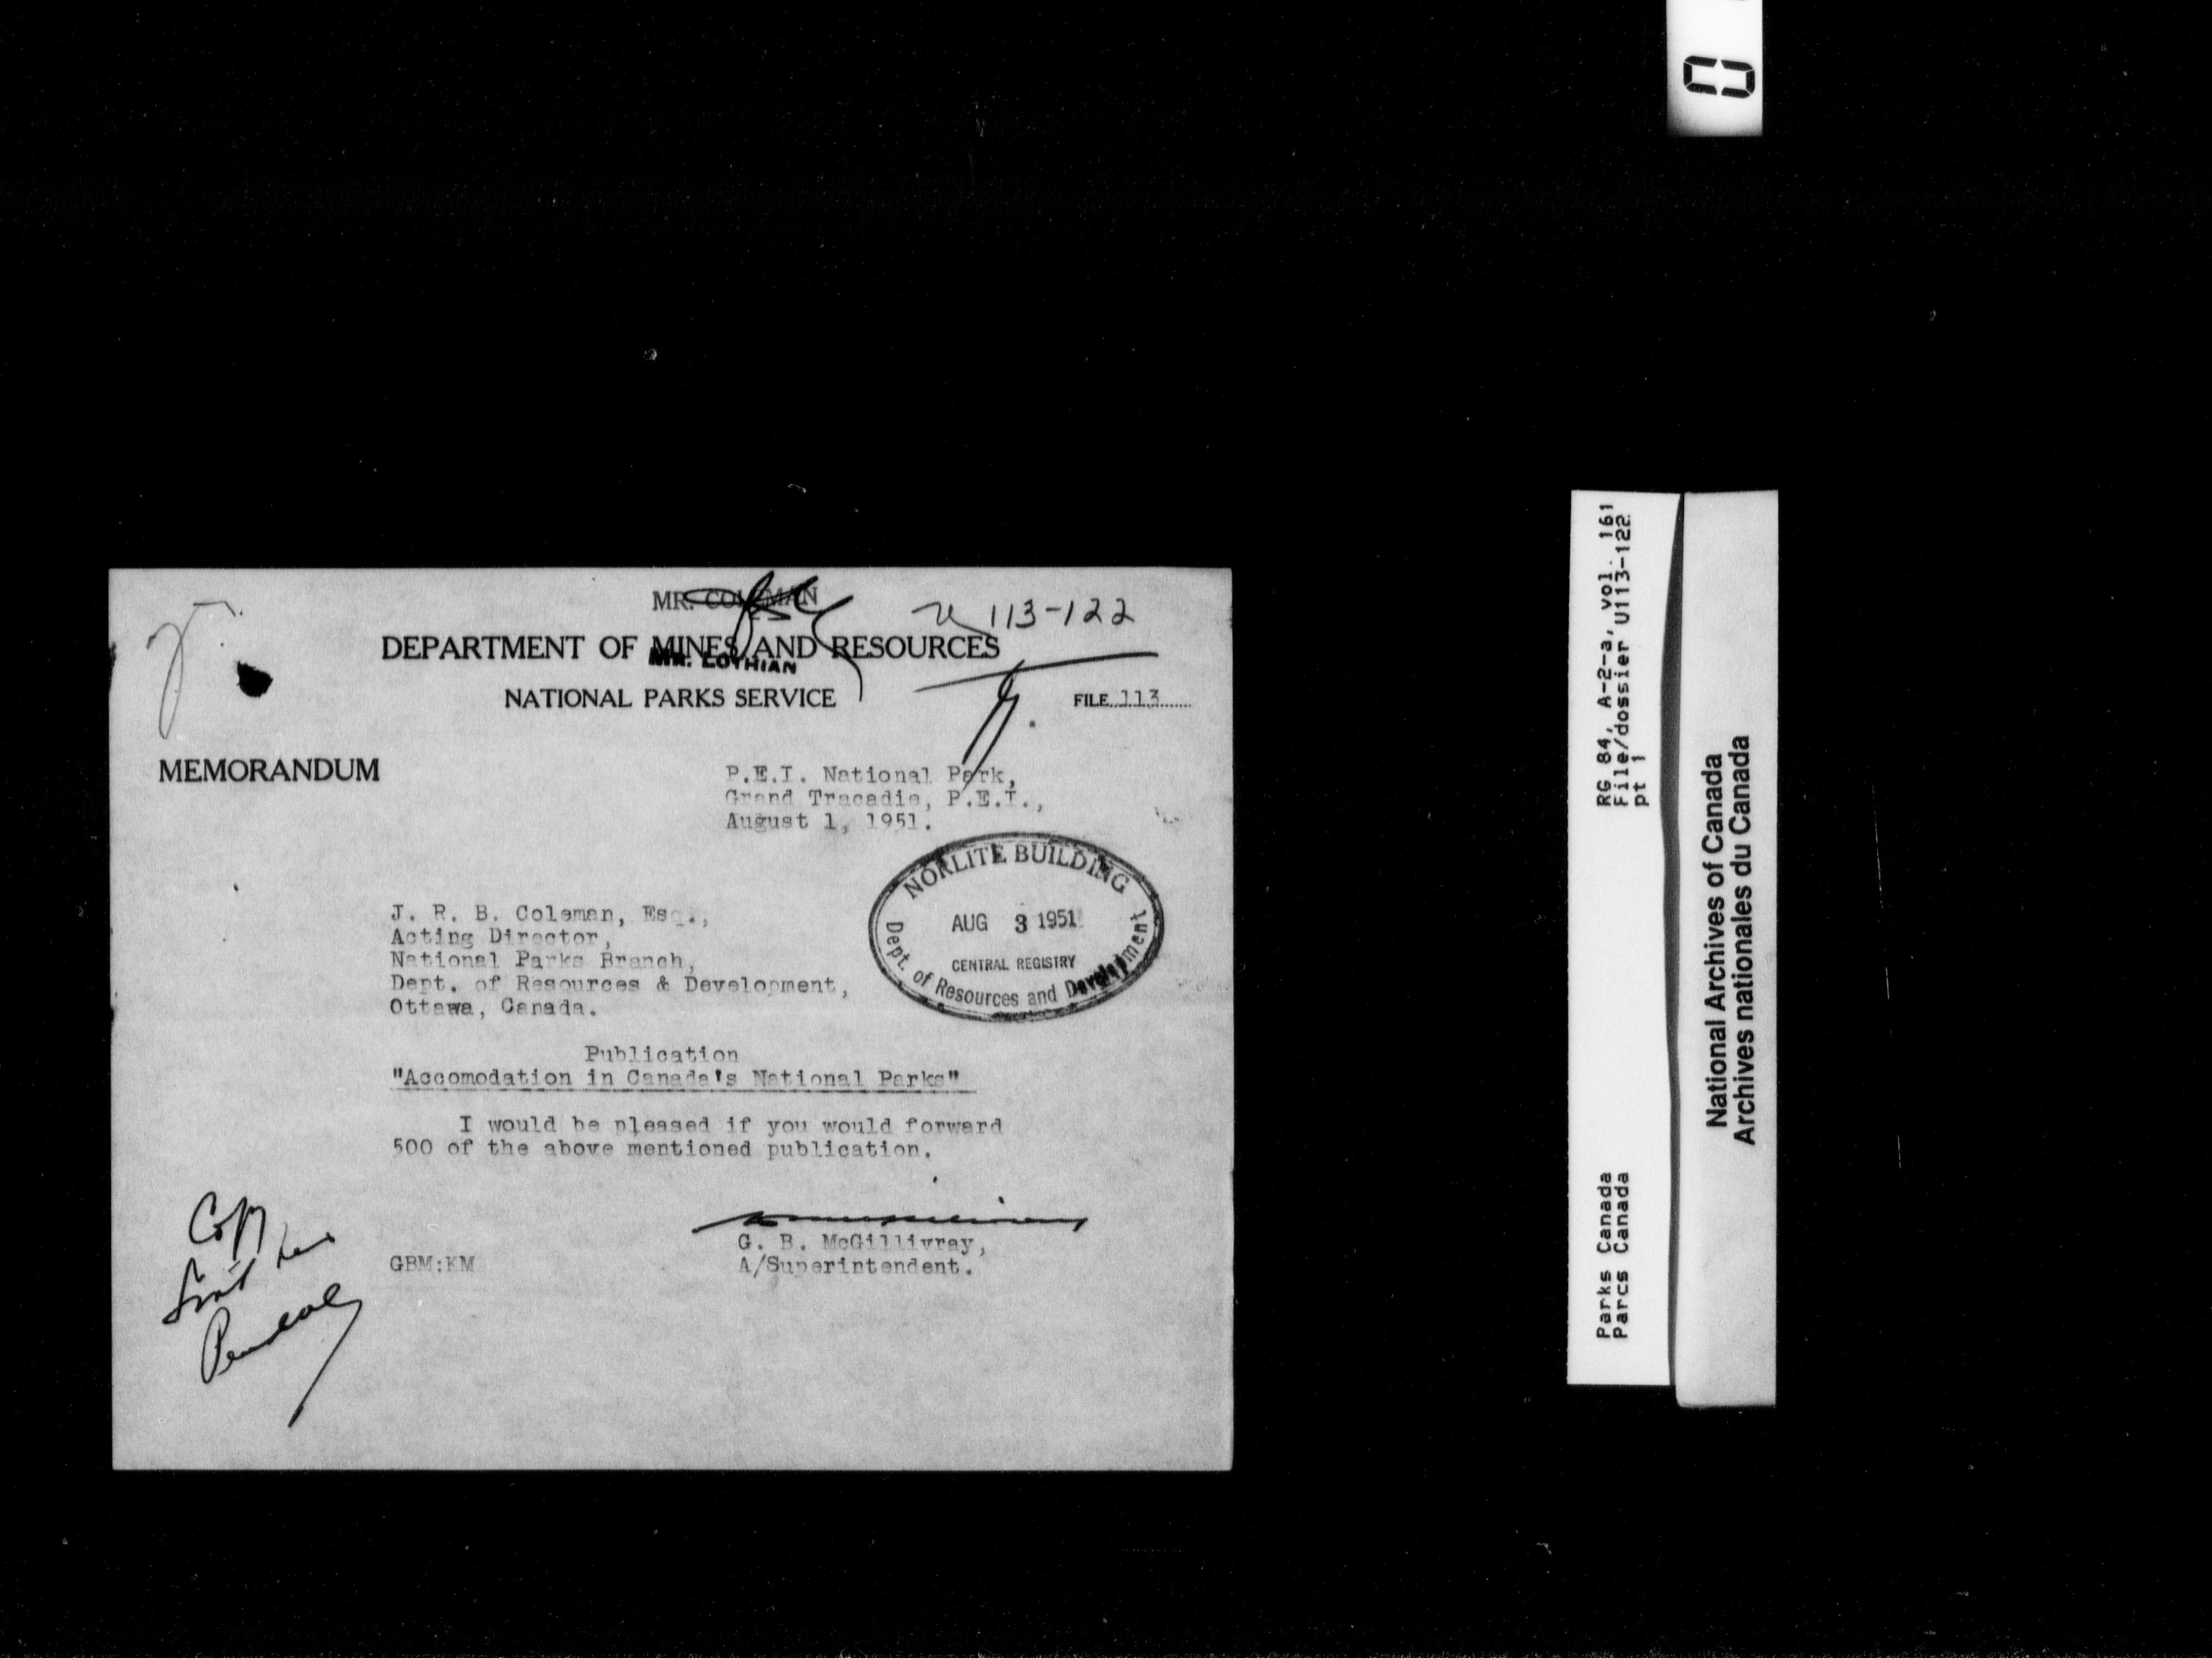 MR. COLEMAN
U 113-122
DEPARTMENT OF MINES AND RESOURCES
MR. LOTHIAN
NATIONAL PARKS SERVICE
FILE 113
MEMORANDUM
P.E.I. National Park,
Grand Tracadie, P.E.I.,
August 1, 1951.
NORLITE BUILDING
AUG 3 1951
CENTRAL REGISTRY
Dept. of Resources and Development
J. R. B. Coleman, Esq.,
Acting Director,
National Parks Branch,
Dept. of Resources & Development,
Ottawa, Canada.
Publication
"Accomodation in Canada's National Parks"
I would be pleased if you would forward
500 of the above mentioned publication.
G. B. McGillivray,
A/Superintendent.
GBM:KM
Copy
RG 84, A-2-a, vol. 161
File/dossier U113-122
pt 1
Parks Canada
Parcs Canada
National Archives of Canada
Archives nationales du Canada
0